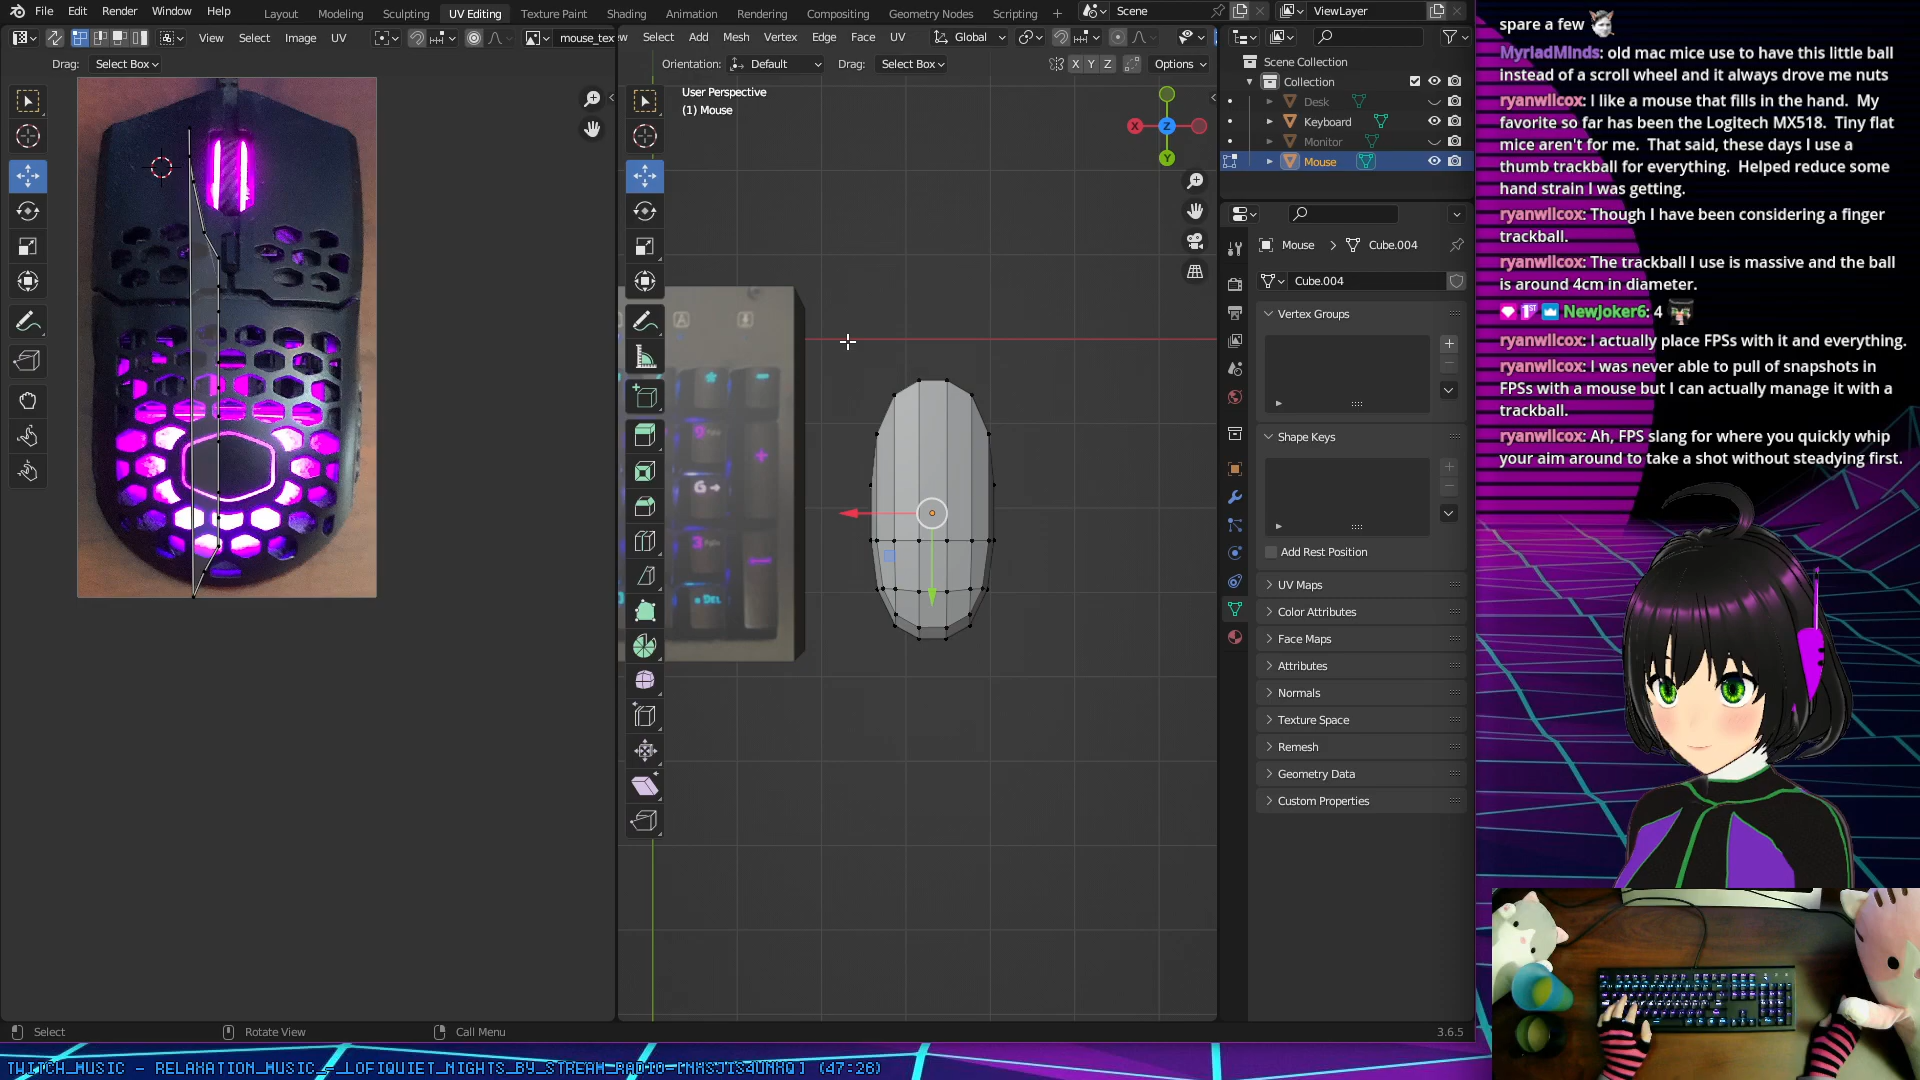 File Edit Render Window Help Layout Modeling Sculpting UV Editing Texture Paint Shading Animation Rendering Compositing Geometry Nodes Scripting + Scene ViewLayer
View Select Image UV mouse_tex
Select Add Mesh Vertex Edge Face UV Global
Drag: Select Box
Orientation: Default Drag: Select Box X Y Z Options
User Perspective
(1) Mouse
X Z Y
Scene Collection
Collection
Desk
Keyboard
Monitor
Mouse
Mouse > Cube.004
Cube.004
Vertex Groups
Shape Keys
Add Rest Position
UV Maps
Color Attributes
Face Maps
Attributes
Normals
Texture Space
Remesh
Geometry Data
Custom Properties
Select Rotate View Call Menu 3.6.5
spare a few
MyriadMinds: old mac mice use to have this little ball
instead of a scroll wheel and it always drove me nuts
ryanwilcox: I like a mouse that fills in the hand. My
favorite so far has been the Logitech MX518. Tiny flat
mice aren't for me. That said, these days I use a
thumb trackball for everything. Helped reduce some
hand strain I was getting.
ryanwilcox: Though I have been considering a finger
trackball.
ryanwilcox: The trackball I use is massive and the ball
is around 4cm in diameter.
NewJoker6: 4
ryanwilcox: I actually place FPSs with it and everything.
ryanwilcox: I was never able to pull of snapshots in
FPSs with a mouse but I can actually manage it with a
trackball.
ryanwilcox: Ah, FPS slang for where you quickly whip
your aim around to take a shot without steadying first.